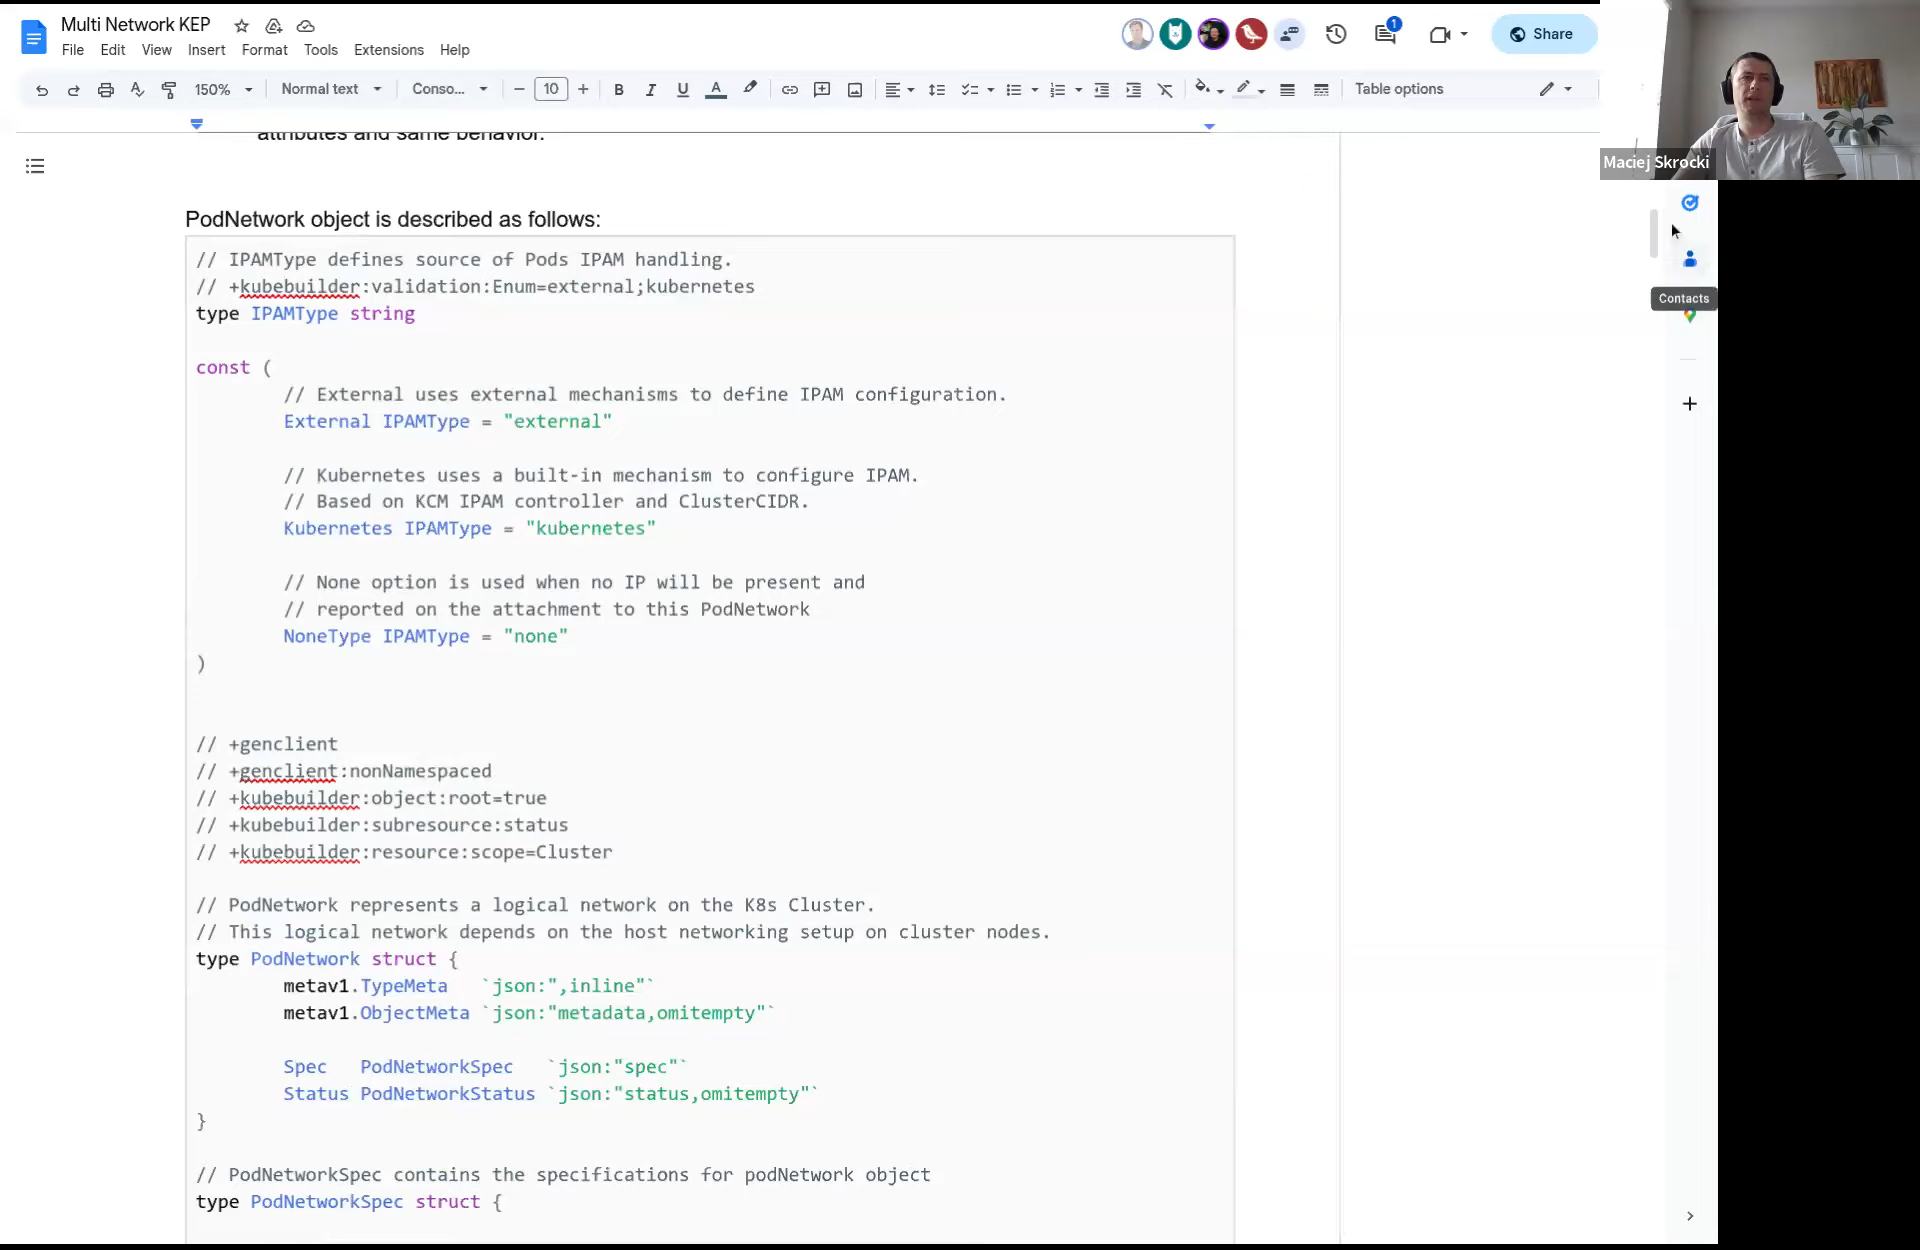 Multi Network KEP
File Edit View Insert Format Tools Extensions Help
1
Share
150% Normal text Conso... 10 B I U A Table options
Maciej Skrocki
attributes and same behavior.
PodNetwork object is described as follows:
// IPAMType defines source of Pods IPAM handling.
// +kubebuilder:validation:Enum=external;kubernetes
type IPAMType string
const (
// External uses external mechanisms to define IPAM configuration.
External IPAMType = "external"
// Kubernetes uses a built-in mechanism to configure IPAM.
// Based on KCM IPAM controller and ClusterCIDR.
Kubernetes IPAMType = "kubernetes"
// None option is used when no IP will be present and
// reported on the attachment to this PodNetwork
NoneType IPAMType = "none"
)
// +genclient
// +genclient:nonNamespaced
// +kubebuilder:object:root=true
// +kubebuilder:subresource:status
// +kubebuilder:resource:scope=Cluster
// PodNetwork represents a logical network on the K8s Cluster.
// This logical network depends on the host networking setup on cluster nodes.
type PodNetwork struct {
metav1.TypeMeta `json:",inline"`
metav1.ObjectMeta `json:"metadata,omitempty"`
Spec PodNetworkSpec `json:"spec"`
Status PodNetworkStatus `json:"status,omitempty"`
}
// PodNetworkSpec contains the specifications for podNetwork object
type PodNetworkSpec struct {
Contacts